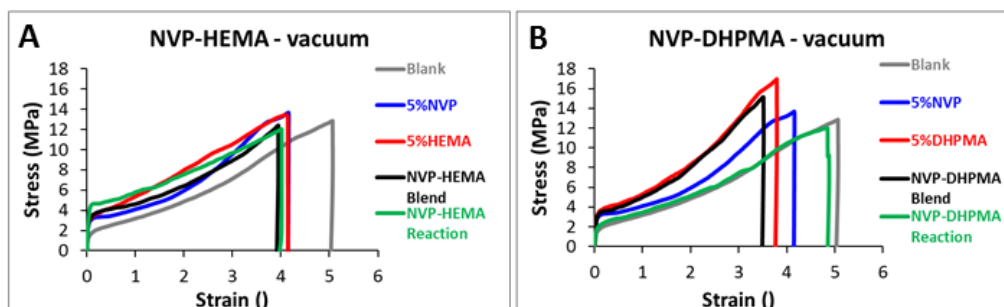 A
NVP-HEMA - vacuum
Stress (MPa)
18
16
14
12
10
8
6
4
2
0
0 1 2 3 4 5 6
Strain ()
Blank
5%NVP
5%HEMA
NVP-HEMA
Blend
NVP-HEMA
Reaction
B
NVP-DHPMA - vacuum
Stress (MPa)
18
16
14
12
10
8
6
4
2
0
0 1 2 3 4 5 6
Strain ()
Blank
5%NVP
5%DHPMA
NVP-DHPMA
Blend
NVP-DHPMA
Reaction